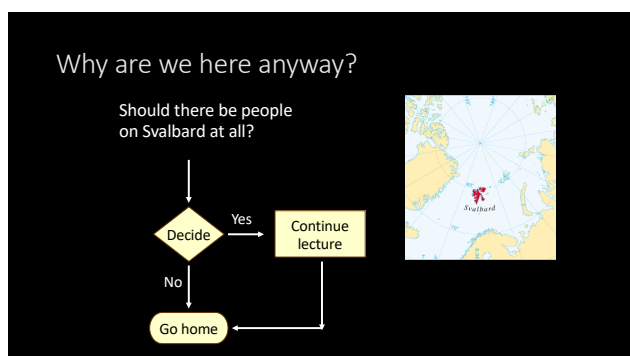 Why are we here anyway?
Should there be people
on Svalbard at all?
Yes
Decide
Continue
lecture
No
Go home
Svalbard